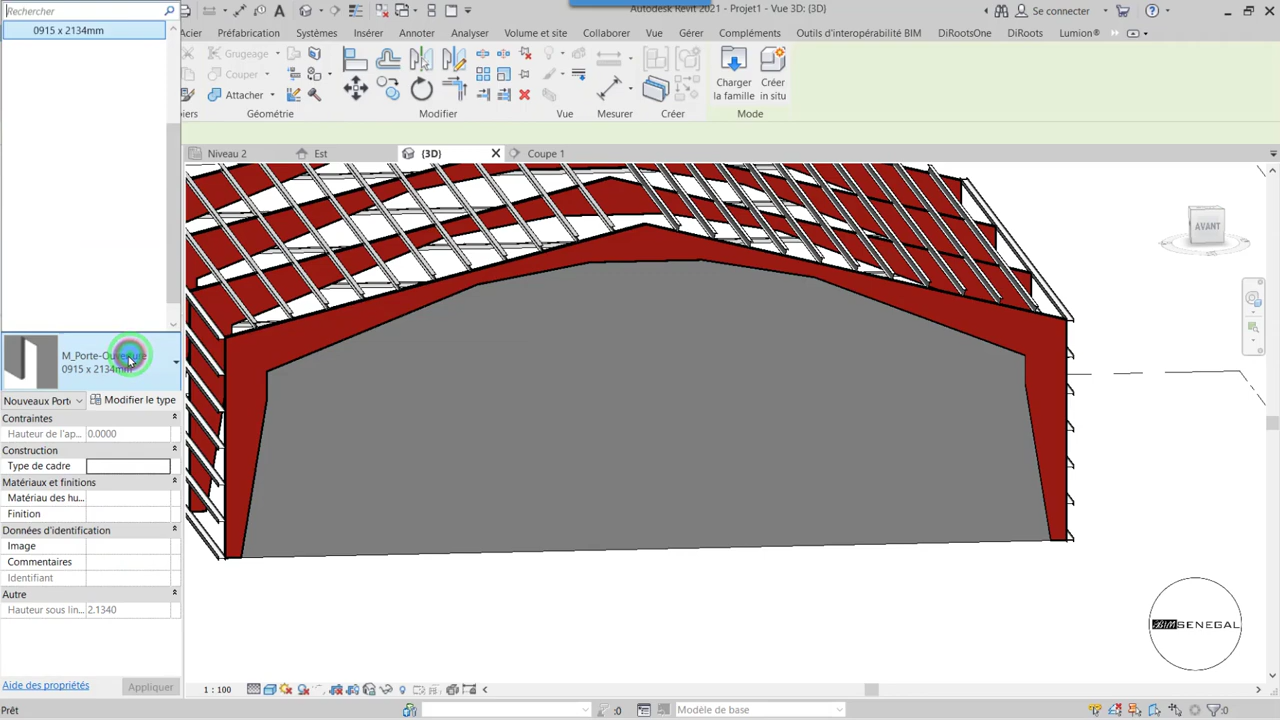 Rechercher
0915 x 2134mm
Autodesk Revit 2021 - Projet1 - Vue 3D: {3D}
Se connecter
Acier Préfabrication Systèmes Insérer Annoter Analyser Volume et site Collaborer Vue Gérer Compléments Outils d'interopérabilité BIM DiRootsOne DiRoots Lumion®
Grugeage
Couper
Attacher
Charger la famille
Créer in situ
Géométrie Modifier Vue Mesurer Créer Mode
Niveau 2 Est {3D} Coupe 1
AVANT
M_Porte-Ouverture
0915 x 2134mm
Nouveaux Port Modifier le type
Contraintes
Hauteur de l'ap... 0.0000
Construction
Type de cadre
Matériaux et finitions
Matériau des hu...
Finition
Données d'identification
Image
Commentaires
Identifiant
Autre
Hauteur sous lin... 2.1340
BIM SENEGAL
Aide des propriétés Appliquer
1 : 100
Prêt :0 Modèle de base :0